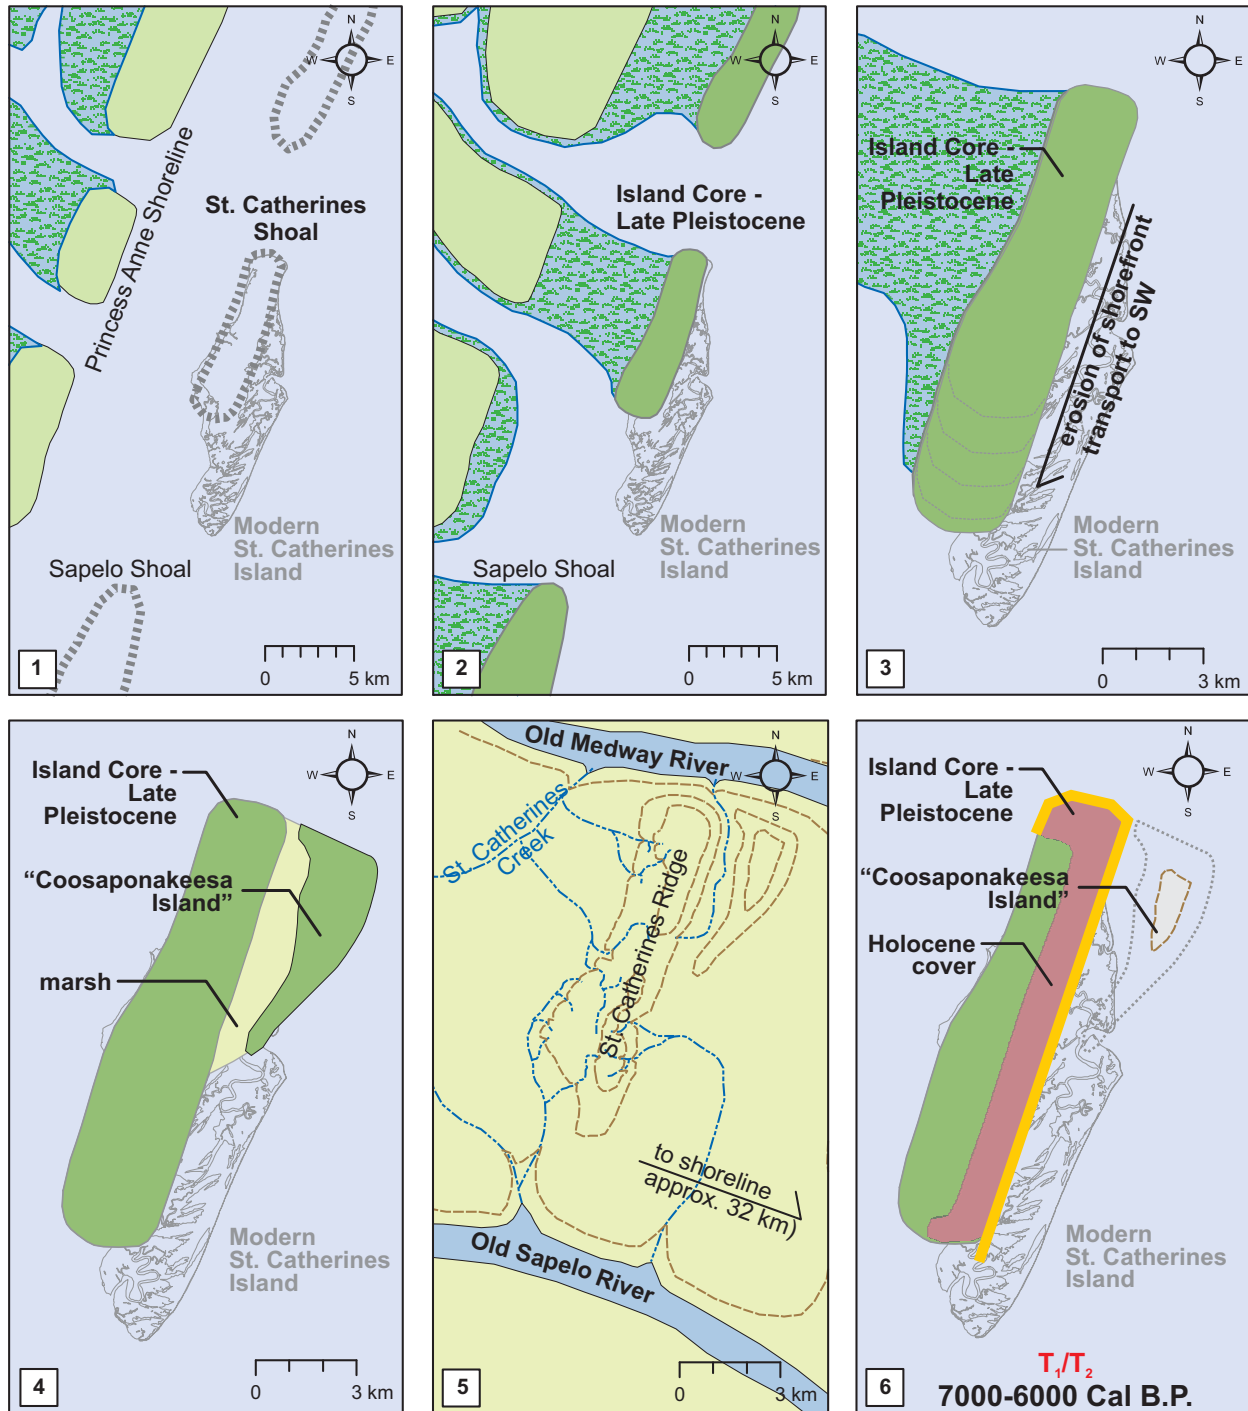 N
W E
S
Princess Anne Shoreline
St. Catherines
Shoal
Modern
St. Catherines
Island
Sapelo Shoal
1
0 5 km
N
W E
S
Island Core -
Late Pleistocene
Modern
St. Catherines
Island
Sapelo Shoal
2
0 5 km
N
W E
S
Island Core -
Late
Pleistocene
erosion of shorefront
transport to SW
Modern
St. Catherines
Island
3
0 3 km
N
W E
S
Island Core -
Late
Pleistocene
“Coosaponakeesa
Island”
marsh
Modern
St. Catherines
Island
4
0 3 km
N
W E
S
Old Medway River
St. Catherines
Creek
St. Catherines Ridge
to shoreline
approx. 32 km)
Old Sapelo River
5
0 3 km
N
W E
S
Island Core -
Late
Pleistocene
“Coosaponakeesa
Island”
Holocene
cover
Modern
St. Catherines
Island
6
T₁/T₂
7000-6000 Cal B.P.